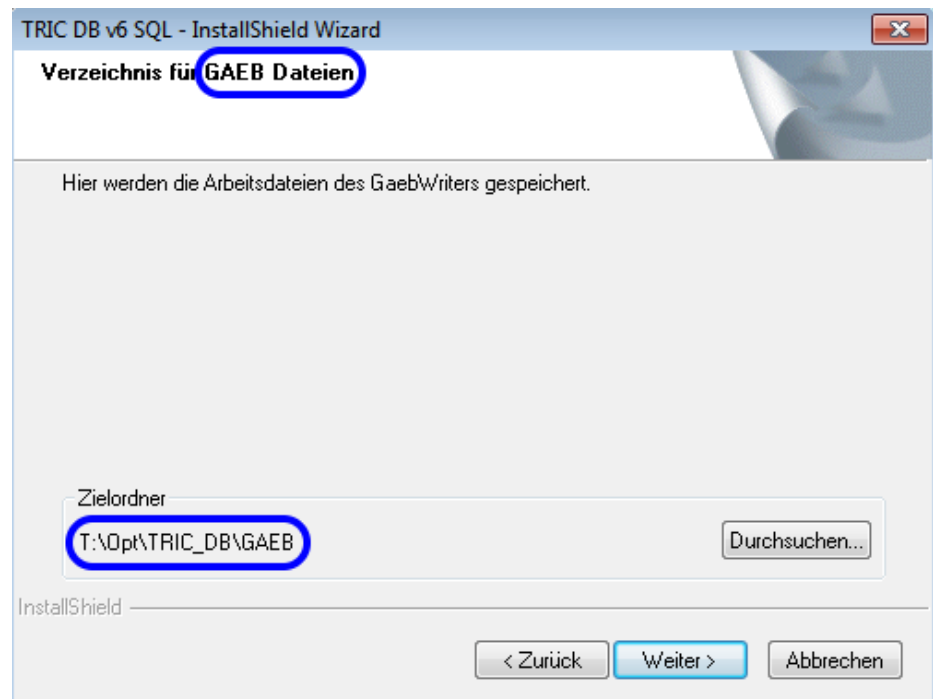 TRIC DB v6 SQL - InstallShield Wizard
Verzeichnis für GAEB Dateien
Hier werden die Arbeitsdateien des GaebWriters gespeichert.
Zielordner
T:\Opt\TRIC_DB\GAEB
Durchsuchen...
InstallShield
< Zurück Weiter > Abbrechen